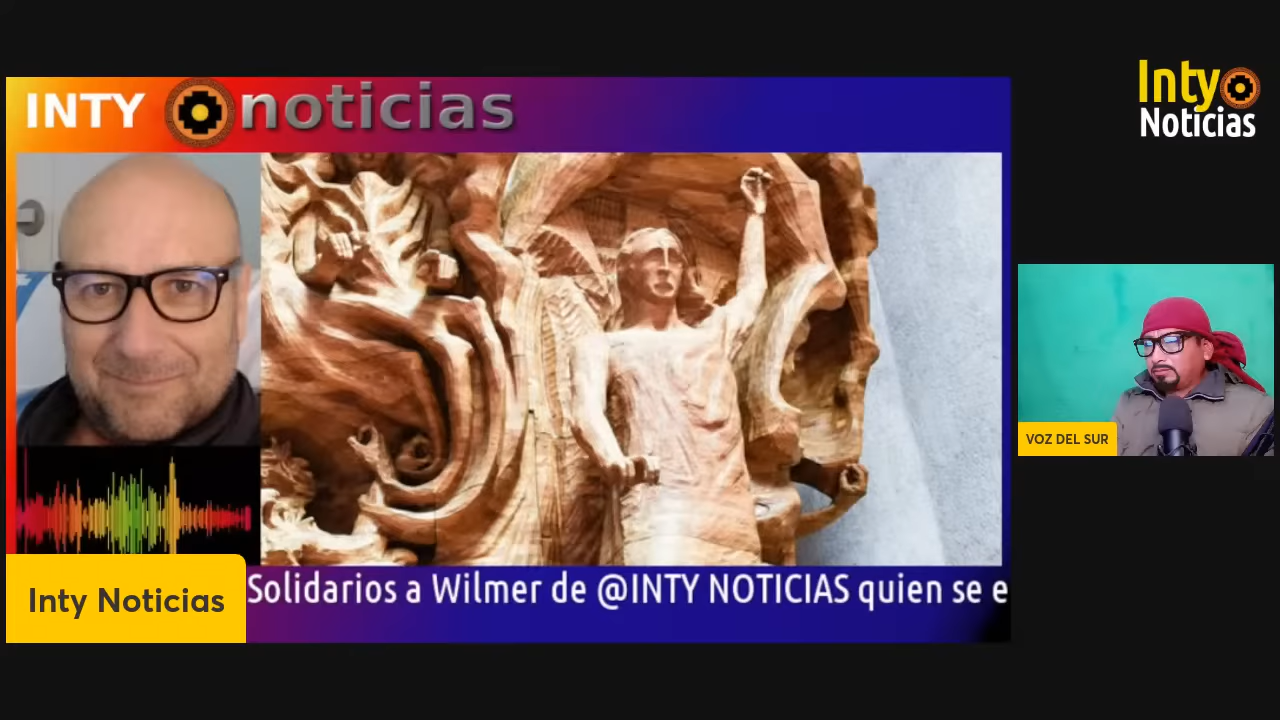 INTY noticias
Inty
Noticias
VOZ DEL SUR
Inty Noticias
Solidarios a Wilmer de @INTY NOTICIAS quien se e